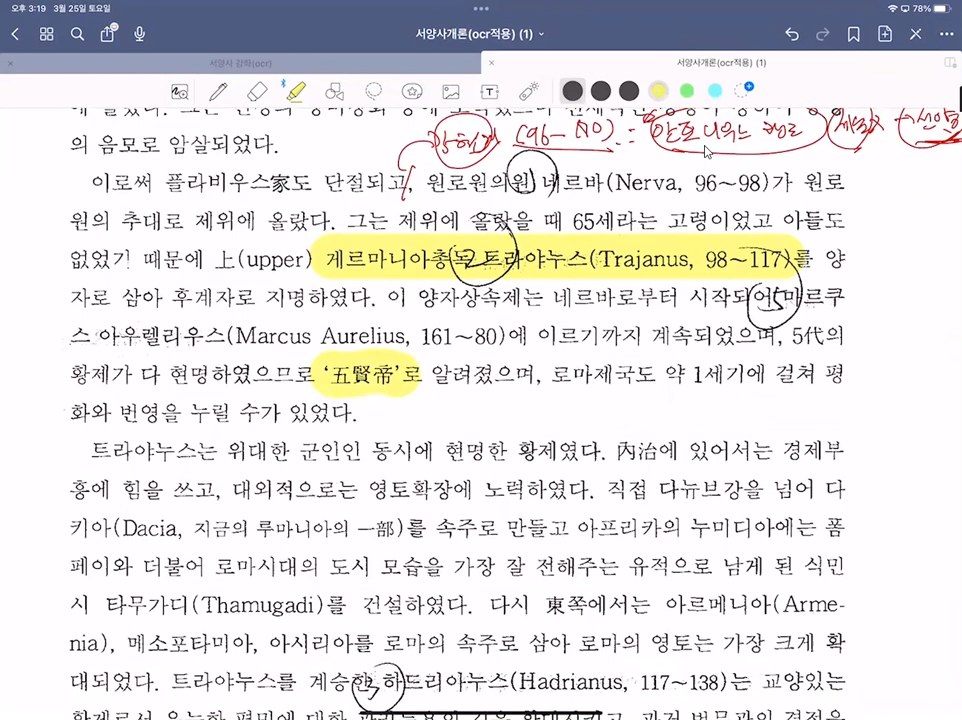 오후 3:19 3월 25일 토요일
78%
서양사개론(ocr적용) (1)
서양사 강화(ocr)
서양사개론(ocr적용) (1)
의 음모로 암살되었다.
(96-180)
이로써 플라비우스家도 단절되고, 원로원의원 네르바(Nerva, 96~98)가 원로
원의 추대로 제위에 올랐다. 그는 제위에 올랐을 때 65세라는 고령이었고 아들도
없었기 때문에 上(upper) 게르마니아총독 트라야누스(Trajanus, 98~117)를 양
자로 삼아 후계자로 지명하였다. 이 양자상속제는 네르바로부터 시작되어 마르쿠
스 아우렐리우스(Marcus Aurelius, 161~80)에 이르기까지 계속되었으며, 5代의
황제가 다 현명하였으므로 '五賢帝'로 알려졌으며, 로마제국도 약 1세기에 걸쳐 평
화와 번영을 누릴 수가 있었다.
트라야누스는 위대한 군인인 동시에 현명한 황제였다. 內治에 있어서는 경제부
흥에 힘을 쓰고, 대외적으로는 영토확장에 노력하였다. 직접 다뉴브강을 넘어 다
키아(Dacia, 지금의 루마니아의 一部)를 속주로 만들고 아프리카의 누미디아에는 폼
페이와 더불어 로마시대의 도시 모습을 가장 잘 전해주는 유적으로 남게 된 식민
시 타무가디(Thamugadi)를 건설하였다. 다시 東쪽에서는 아르메니아(Arme-
nia), 메소포타미아, 아시리아를 로마의 속주로 삼아 로마의 영토는 가장 크게 확
대되었다. 트라야누스를 계승한 하드리아누스(Hadrianus, 117~138)는 교양있는